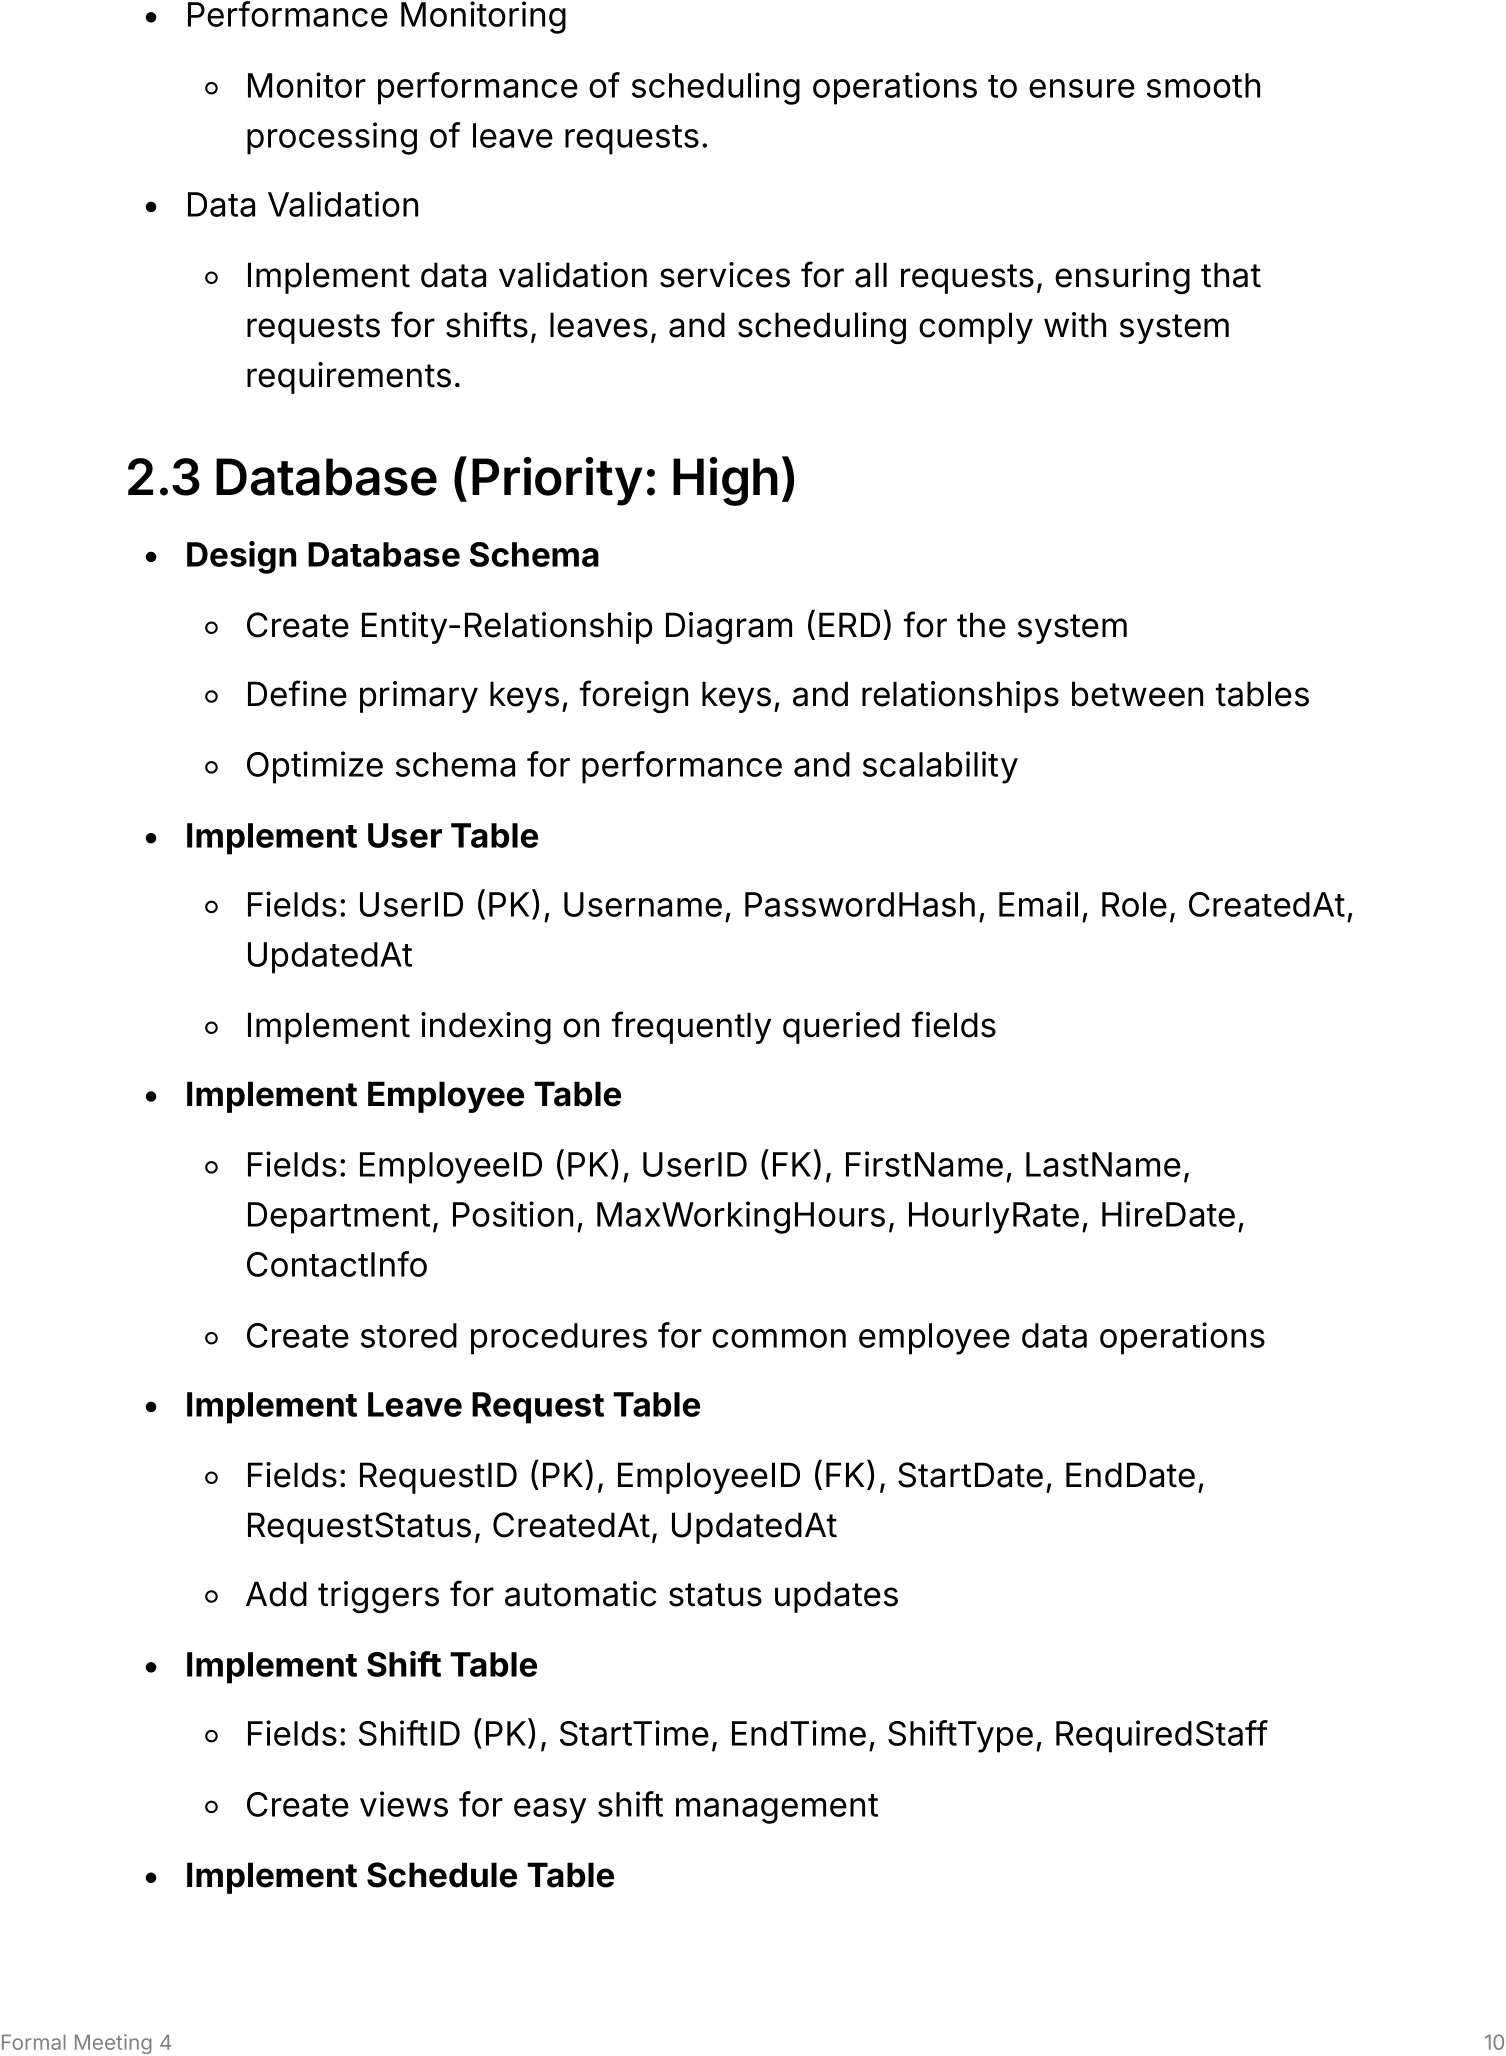 • Performance Monitoring
◦ Monitor performance of scheduling operations to ensure smooth
processing of leave requests.
• Data Validation
◦ Implement data validation services for all requests, ensuring that
requests for shifts, leaves, and scheduling comply with system
requirements.
2.3 Database (Priority: High)
• Design Database Schema
◦ Create Entity-Relationship Diagram (ERD) for the system
◦ Define primary keys, foreign keys, and relationships between tables
◦ Optimize schema for performance and scalability
• Implement User Table
◦ Fields: UserID (PK), Username, PasswordHash, Email, Role, CreatedAt,
UpdatedAt
◦ Implement indexing on frequently queried fields
• Implement Employee Table
◦ Fields: EmployeeID (PK), UserID (FK), FirstName, LastName,
Department, Position, MaxWorkingHours, HourlyRate, HireDate,
ContactInfo
◦ Create stored procedures for common employee data operations
• Implement Leave Request Table
◦ Fields: RequestID (PK), EmployeeID (FK), StartDate, EndDate,
RequestStatus, CreatedAt, UpdatedAt
◦ Add triggers for automatic status updates
• Implement Shift Table
◦ Fields: ShiftID (PK), StartTime, EndTime, ShiftType, RequiredStaff
◦ Create views for easy shift management
• Implement Schedule Table
Formal Meeting 4
10